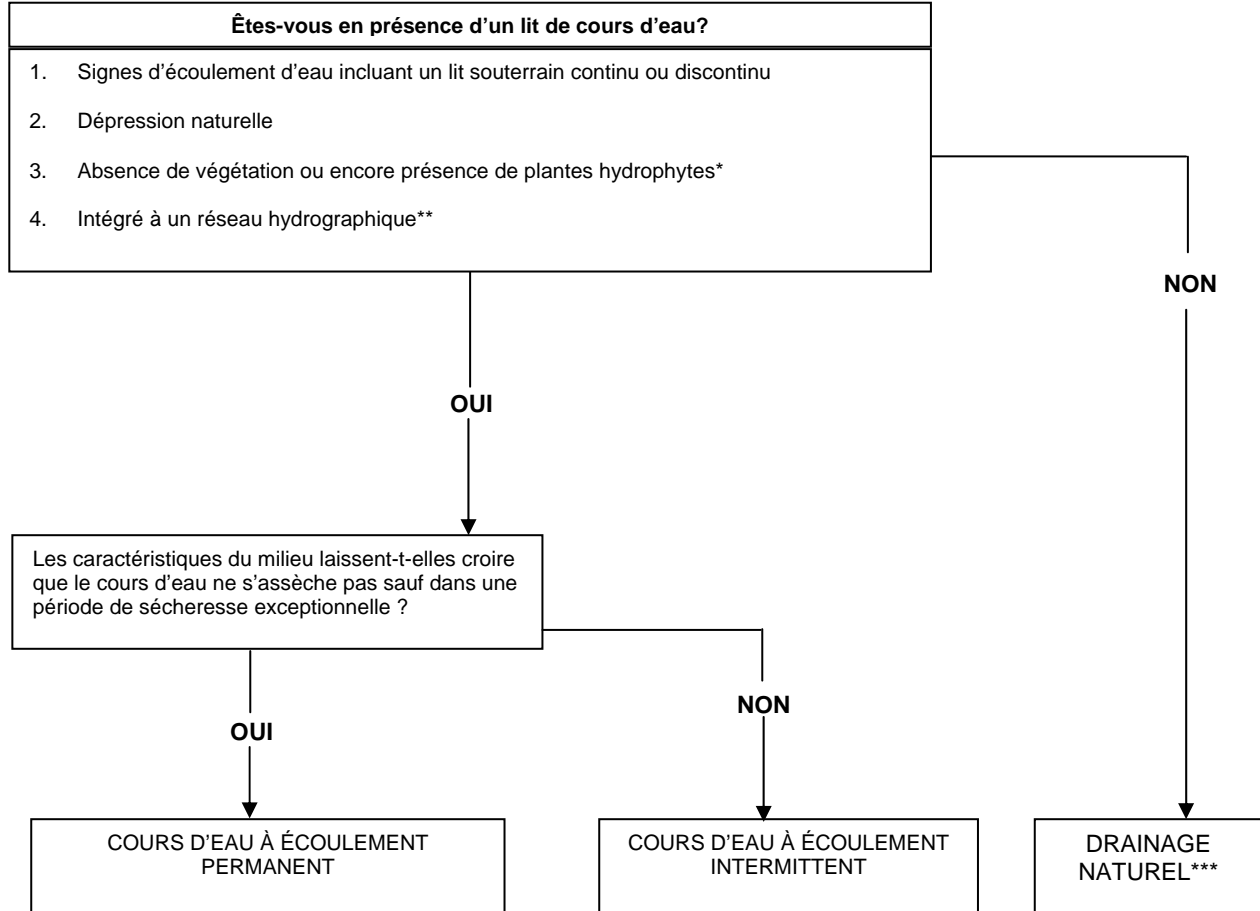 Êtes-vous en présence d'un lit de cours d'eau?
1. Signes d'écoulement d'eau incluant un lit souterrain continu ou discontinu
2. Dépression naturelle
3. Absence de végétation ou encore présence de plantes hydrophytes*
4. Intégré à un réseau hydrographique**
NON
OUI
Les caractéristiques du milieu laissent-t-elles croire
que le cours d'eau ne s'assèche pas sauf dans une
période de sécheresse exceptionnelle ?
NON
OUI
COURS D'EAU À ÉCOULEMENT
PERMANENT
COURS D'EAU À ÉCOULEMENT
INTERMITTENT
DRAINAGE
NATUREL***